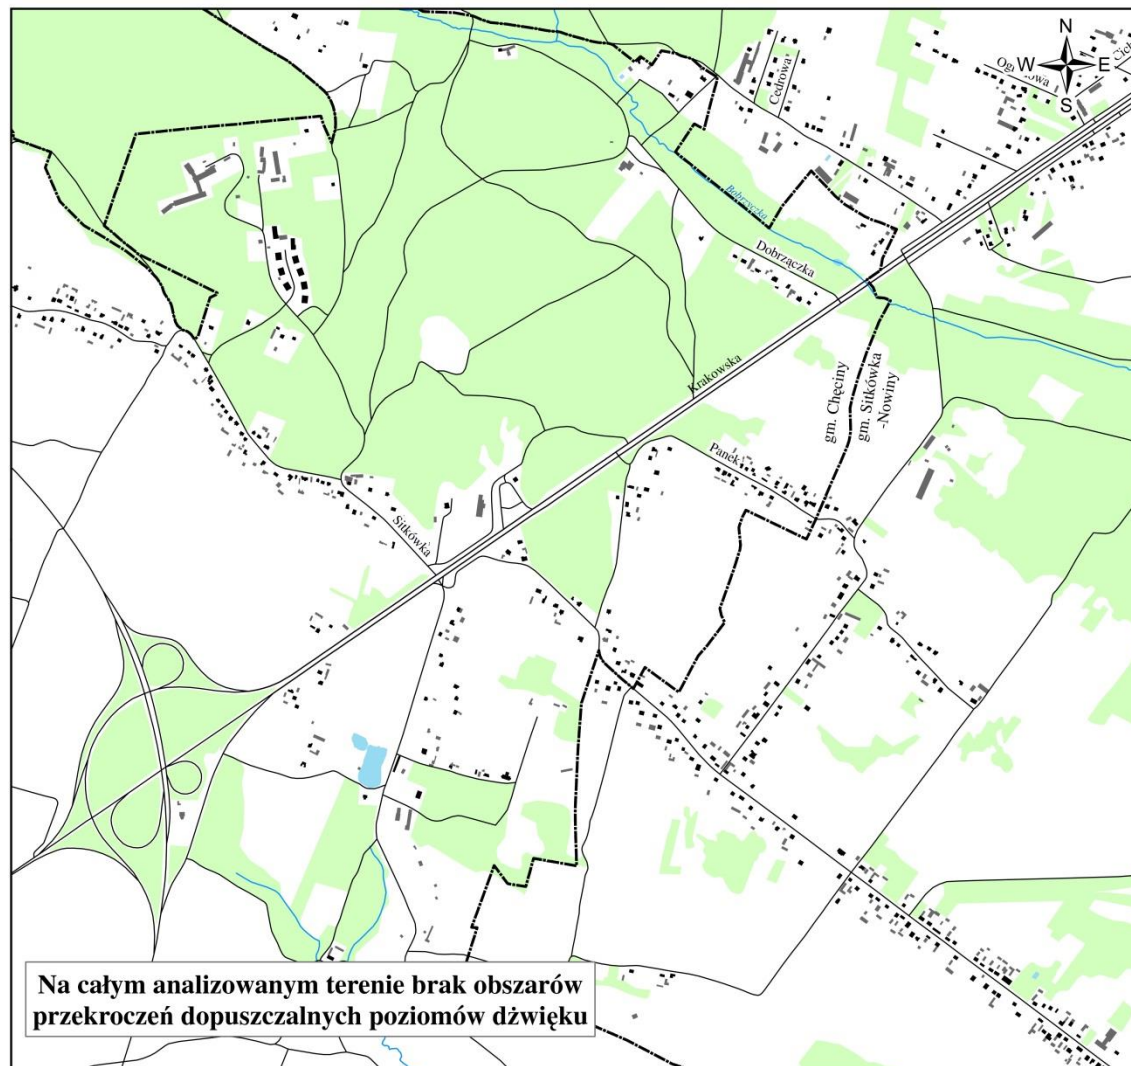 N
W
E
S
Cedrowa
Bobrzyczka
Dobrzączka
Krakowska
gm. Chęciny
gm. Sitkówka
-Nowiny
Panek
Sitkówka
Na całym analizowanym terenie brak obszarów
przekroczeń dopuszczalnych poziomów dźwięku